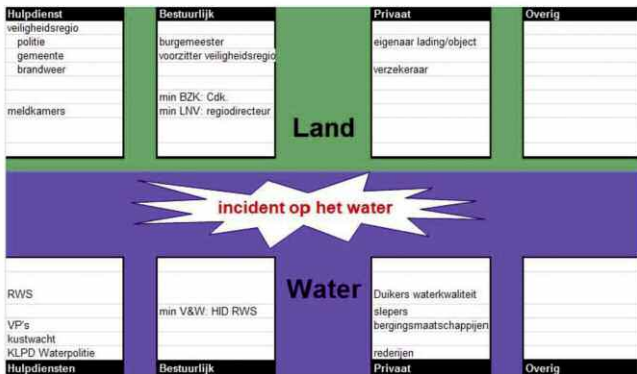 Hulpdienst
veiligheidsregio
politie
gemeente
brandweer
meldkamers
Bestuurlijk
burgemeester
voorzitter veiligheidsregio
min BZK: Cdk.
min LNV: regiodirecteur
Privaat
eigenaar lading/object
verzekeraar
Overig
Land
incident op het water
Water
RWS
VP's
kustwacht
KLPD Waterpolitie
Hulpdiensten
min V&W: HID RWS
Bestuurlijk
Duikers waterkwaliteit
slepers
bergingsmaatschappijen
rederijen
Privaat
Overig